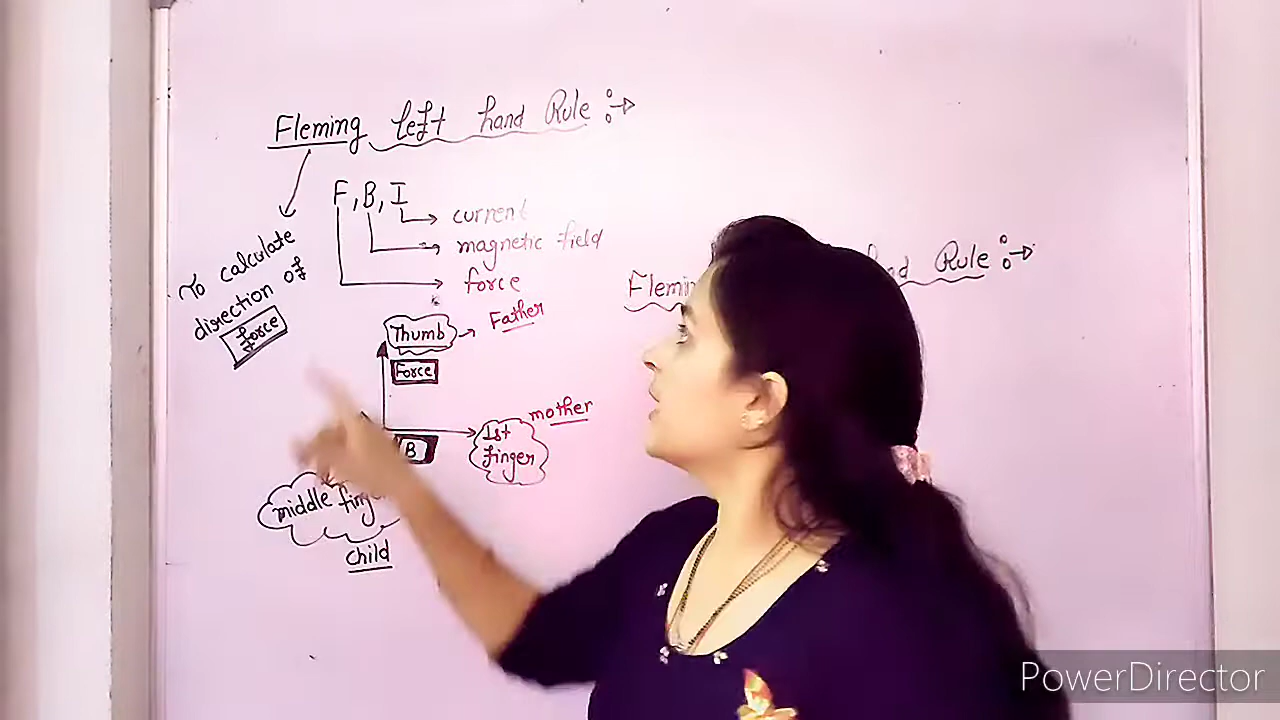 Fleming left hand Rule :→
F, B, I
current
magnetic field
force
To calculate
direction of
force
Thumb → Father
Force
mother
1st
finger
B
middle fing
child
Flemin
nd Rule :→
PowerDirector